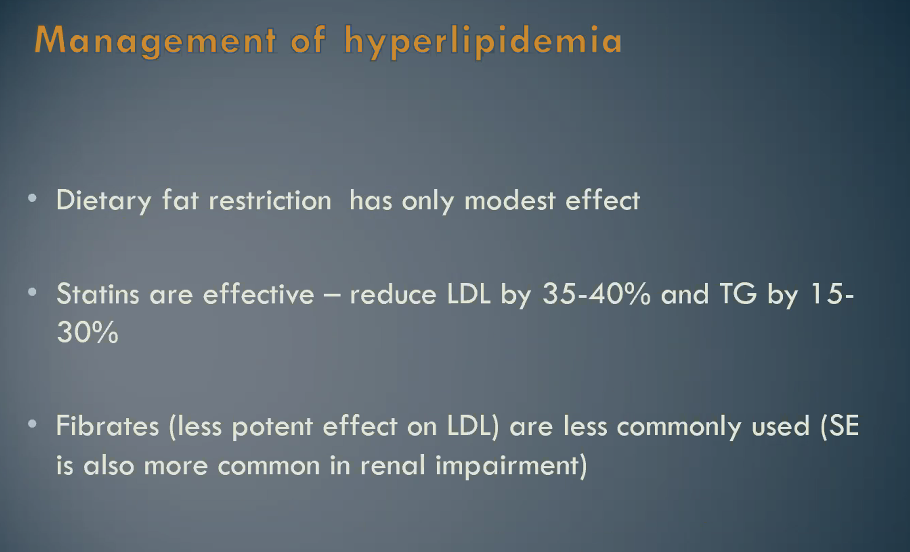 Management of hyperlipidemia
• Dietary fat restriction  has only modest effect
• Statins are effective – reduce LDL by 35-40% and TG by 15-
30%
• Fibrates (less potent effect on LDL) are less commonly used (SE
is also more common in renal impairment)